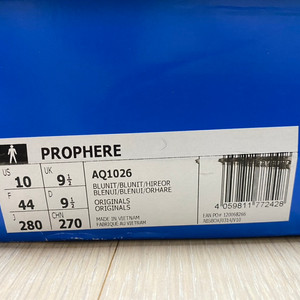 PROPHERE
US 10 UK 9½
F 44 D 9½
J 280 CHN 270
AQ1026
BLUNIT/BLUNIT/HIREOR
BLENUI/BLENUI/ORHARE
ORIGINALS
ORIGINALS
MADE IN VIETNAM
FABRIQUE AU VIETNAM
4 059811 772428